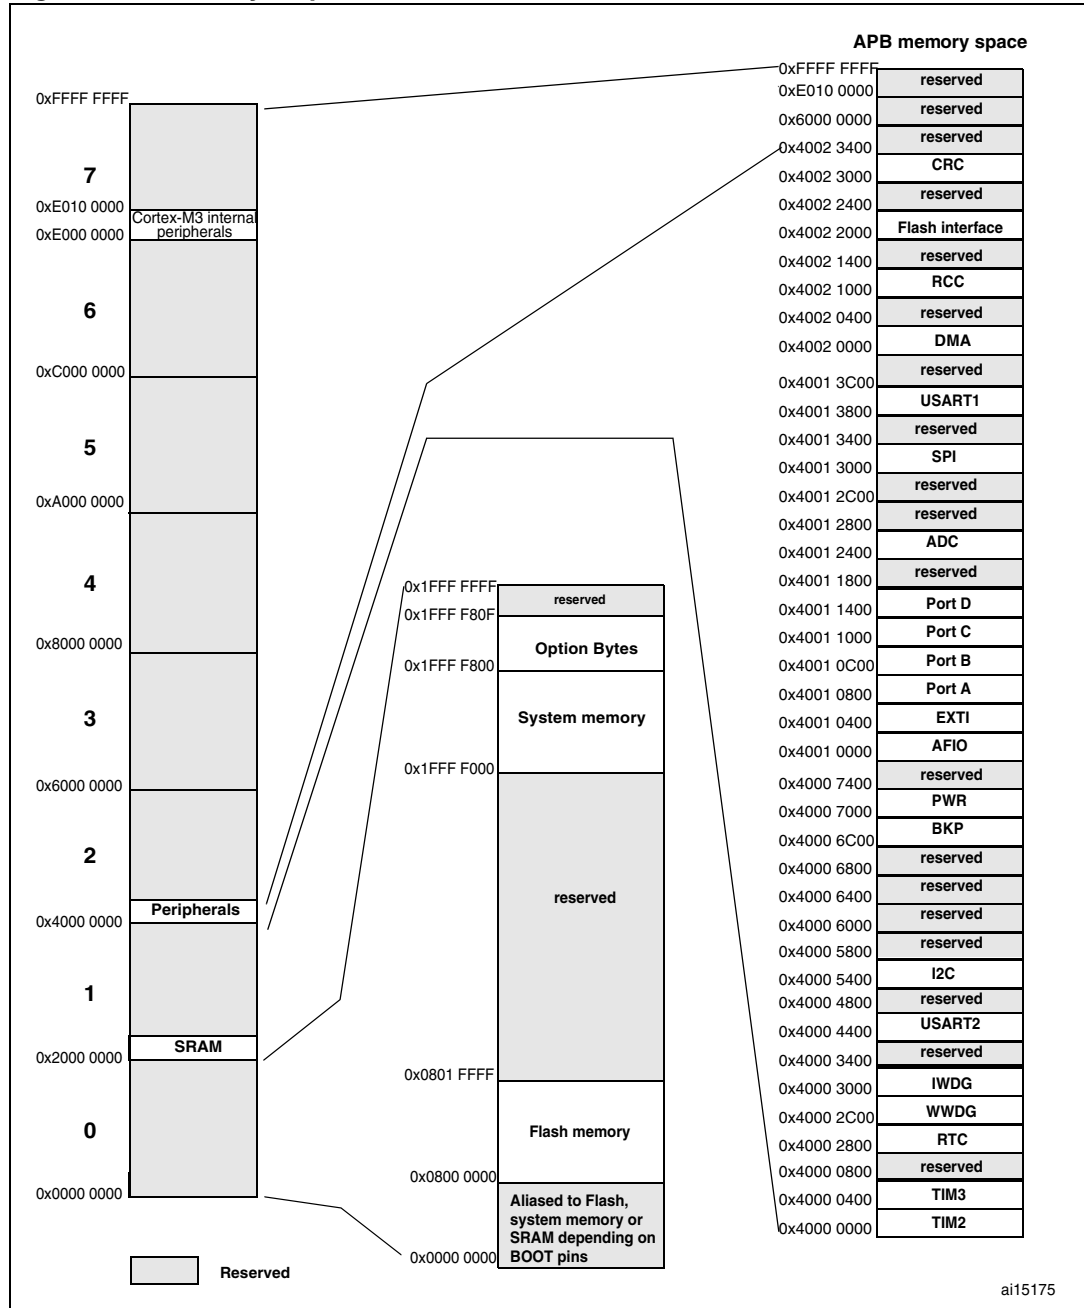 APB memory space
0xFFFF FFFF
7
0xE010 0000
Cortex-M3 internal
peripherals
0xE000 0000
6
0xC000 0000
5
0xA000 0000
4
0x8000 0000
3
0x6000 0000
2
Peripherals
0x4000 0000
1
SRAM
0x2000 0000
0
0x0000 0000
Reserved
0x1FFF FFFF
reserved
0x1FFF F80F
Option Bytes
0x1FFF F800
System memory
0x1FFF F000
reserved
0x0801 FFFF
Flash memory
0x0800 0000
Aliased to Flash,
system memory or
SRAM depending on
BOOT pins
0x0000 0000
0xFFFF FFFF
reserved
0xE010 0000
reserved
0x6000 0000
reserved
0x4002 3400
CRC
0x4002 3000
reserved
0x4002 2400
Flash interface
0x4002 2000
reserved
0x4002 1400
RCC
0x4002 1000
reserved
0x4002 0400
DMA
0x4002 0000
reserved
0x4001 3C00
USART1
0x4001 3800
reserved
0x4001 3400
SPI
0x4001 3000
reserved
0x4001 2C00
reserved
0x4001 2800
ADC
0x4001 2400
reserved
0x4001 1800
Port D
0x4001 1400
Port C
0x4001 1000
Port B
0x4001 0C00
Port A
0x4001 0800
EXTI
0x4001 0400
AFIO
0x4001 0000
reserved
0x4000 7400
PWR
0x4000 7000
BKP
0x4000 6C00
reserved
0x4000 6800
reserved
0x4000 6400
reserved
0x4000 6000
reserved
0x4000 5800
I2C
0x4000 5400
reserved
0x4000 4800
USART2
0x4000 4400
reserved
0x4000 3400
IWDG
0x4000 3000
WWDG
0x4000 2C00
RTC
0x4000 2800
reserved
0x4000 0800
TIM3
0x4000 0400
TIM2
0x4000 0000
ai15175